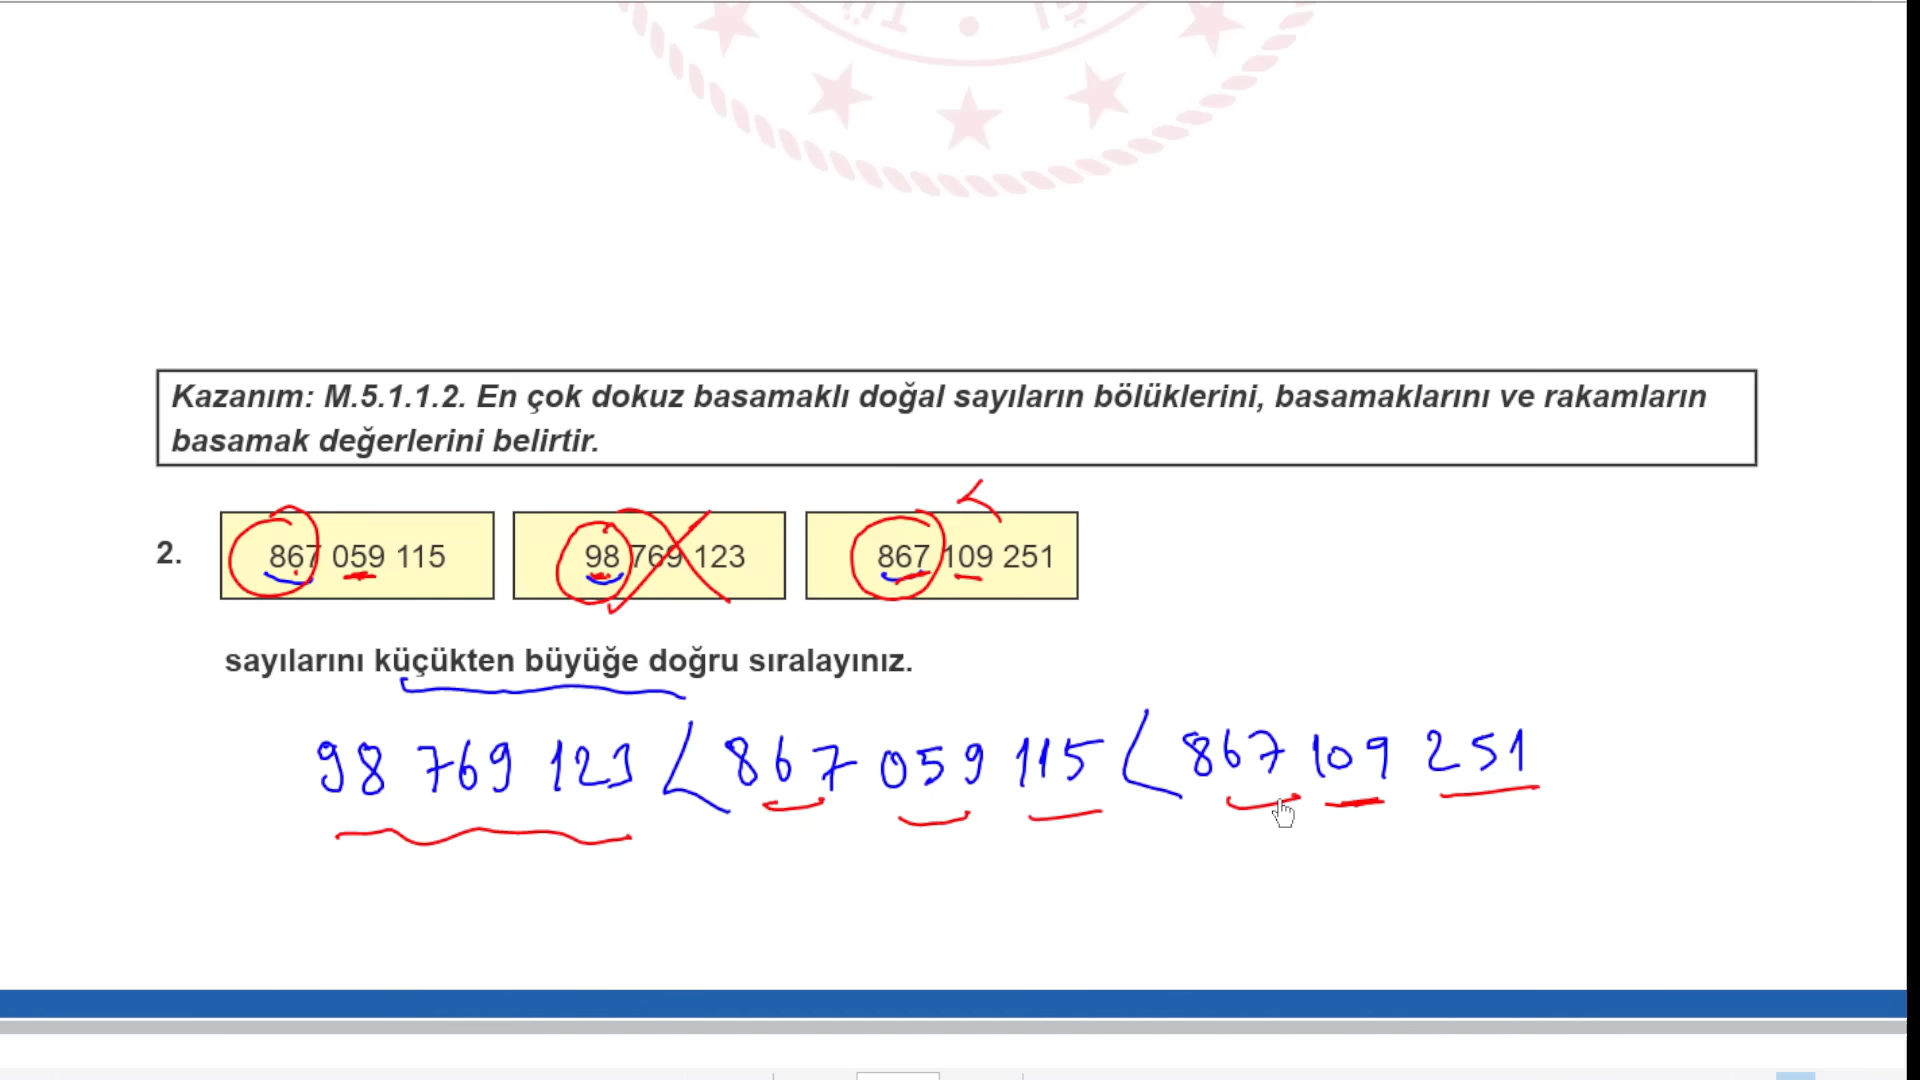 Kazanım: M.5.1.1.2. En çok dokuz basamaklı doğal sayıların bölüklerini, basamaklarını ve rakamların
basamak değerlerini belirtir.
2. 867 059 115 98 769 123 867 109 251
sayılarını küçükten büyüğe doğru sıralayınız.
98 769 123 < 867 059 115 < 867 109 251